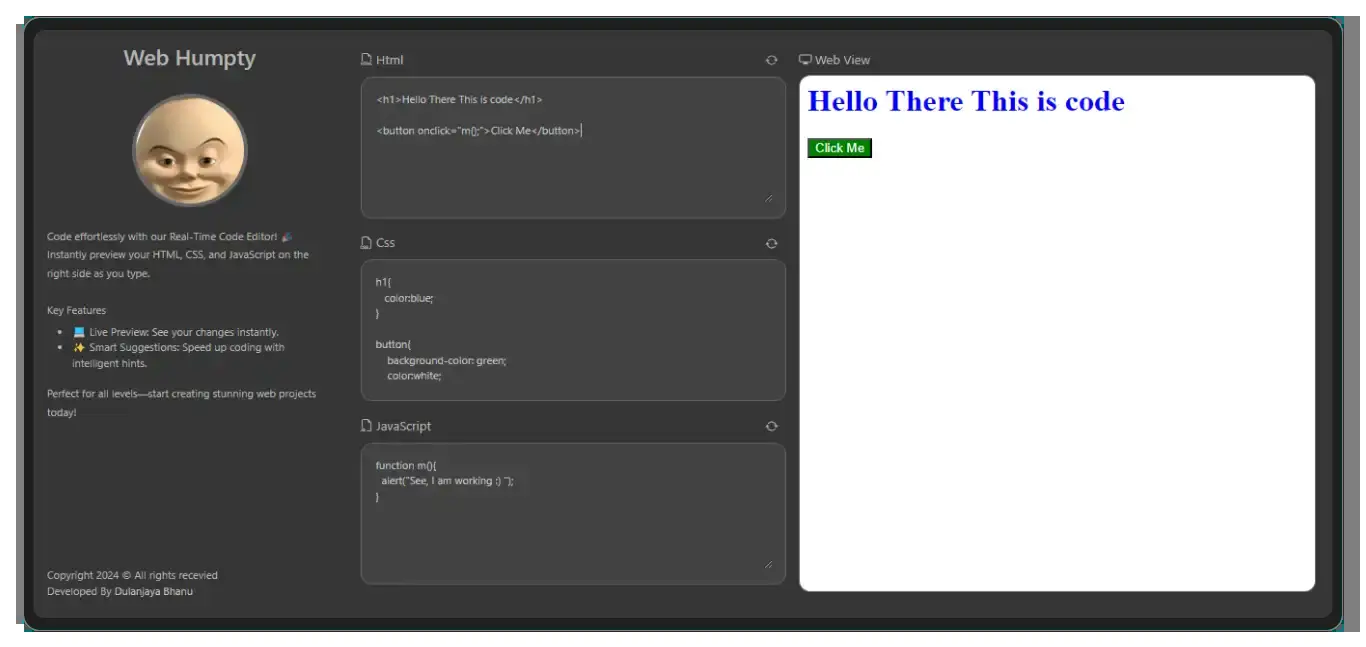 Web Humpty
Code effortlessly with our Real-Time Code Editor! 🎉
Instantly preview your HTML, CSS, and JavaScript on the
right side as you type.
Key Features
• 💻 Live Preview: See your changes instantly.
• ✨ Smart Suggestions: Speed up coding with
intelligent hints.
Perfect for all levels—start creating stunning web projects
today!
Copyright 2024 © All rights recevied
Developed By Dulanjaya Bhanu
Html
<h1>Hello There This is code</h1>
<button onclick="m();">Click Me</button>
Css
h1{
color:blue;
}
button{
background-color: green;
color:white;
JavaScript
function m(){
alert("See, I am working :) ");
}
Web View
Hello There This is code
Click Me